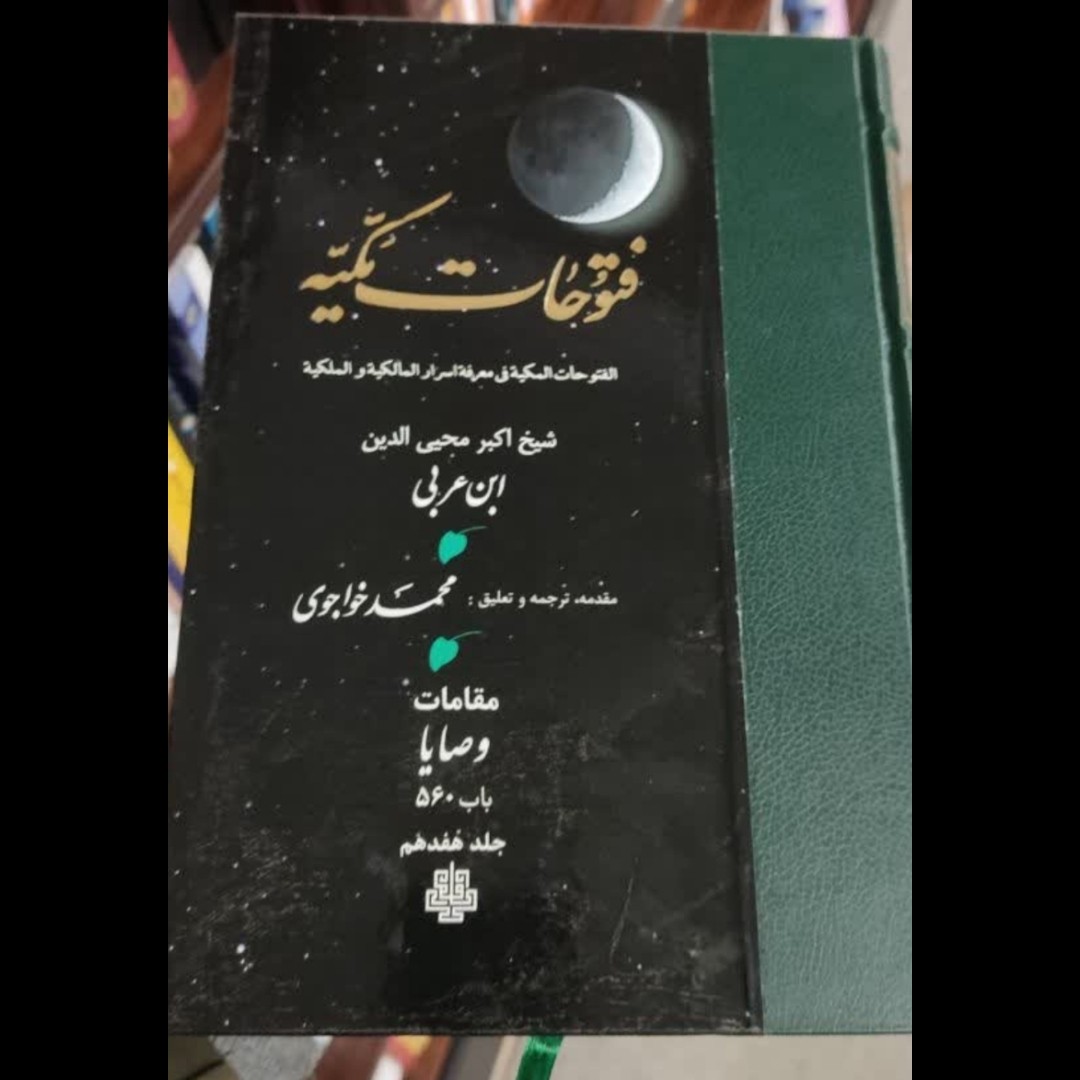 فتوحات مکّیّه
الفتوحات المکیة فی معرفة اسرار المالکیة و الملکیة
شیخ اکبر محیی الدین
ابن عربی
مقدمه، ترجمه و تعلیق : محمد خواجوی
مقامات
وصایا
باب ۵۶۰
جلد هفدهم